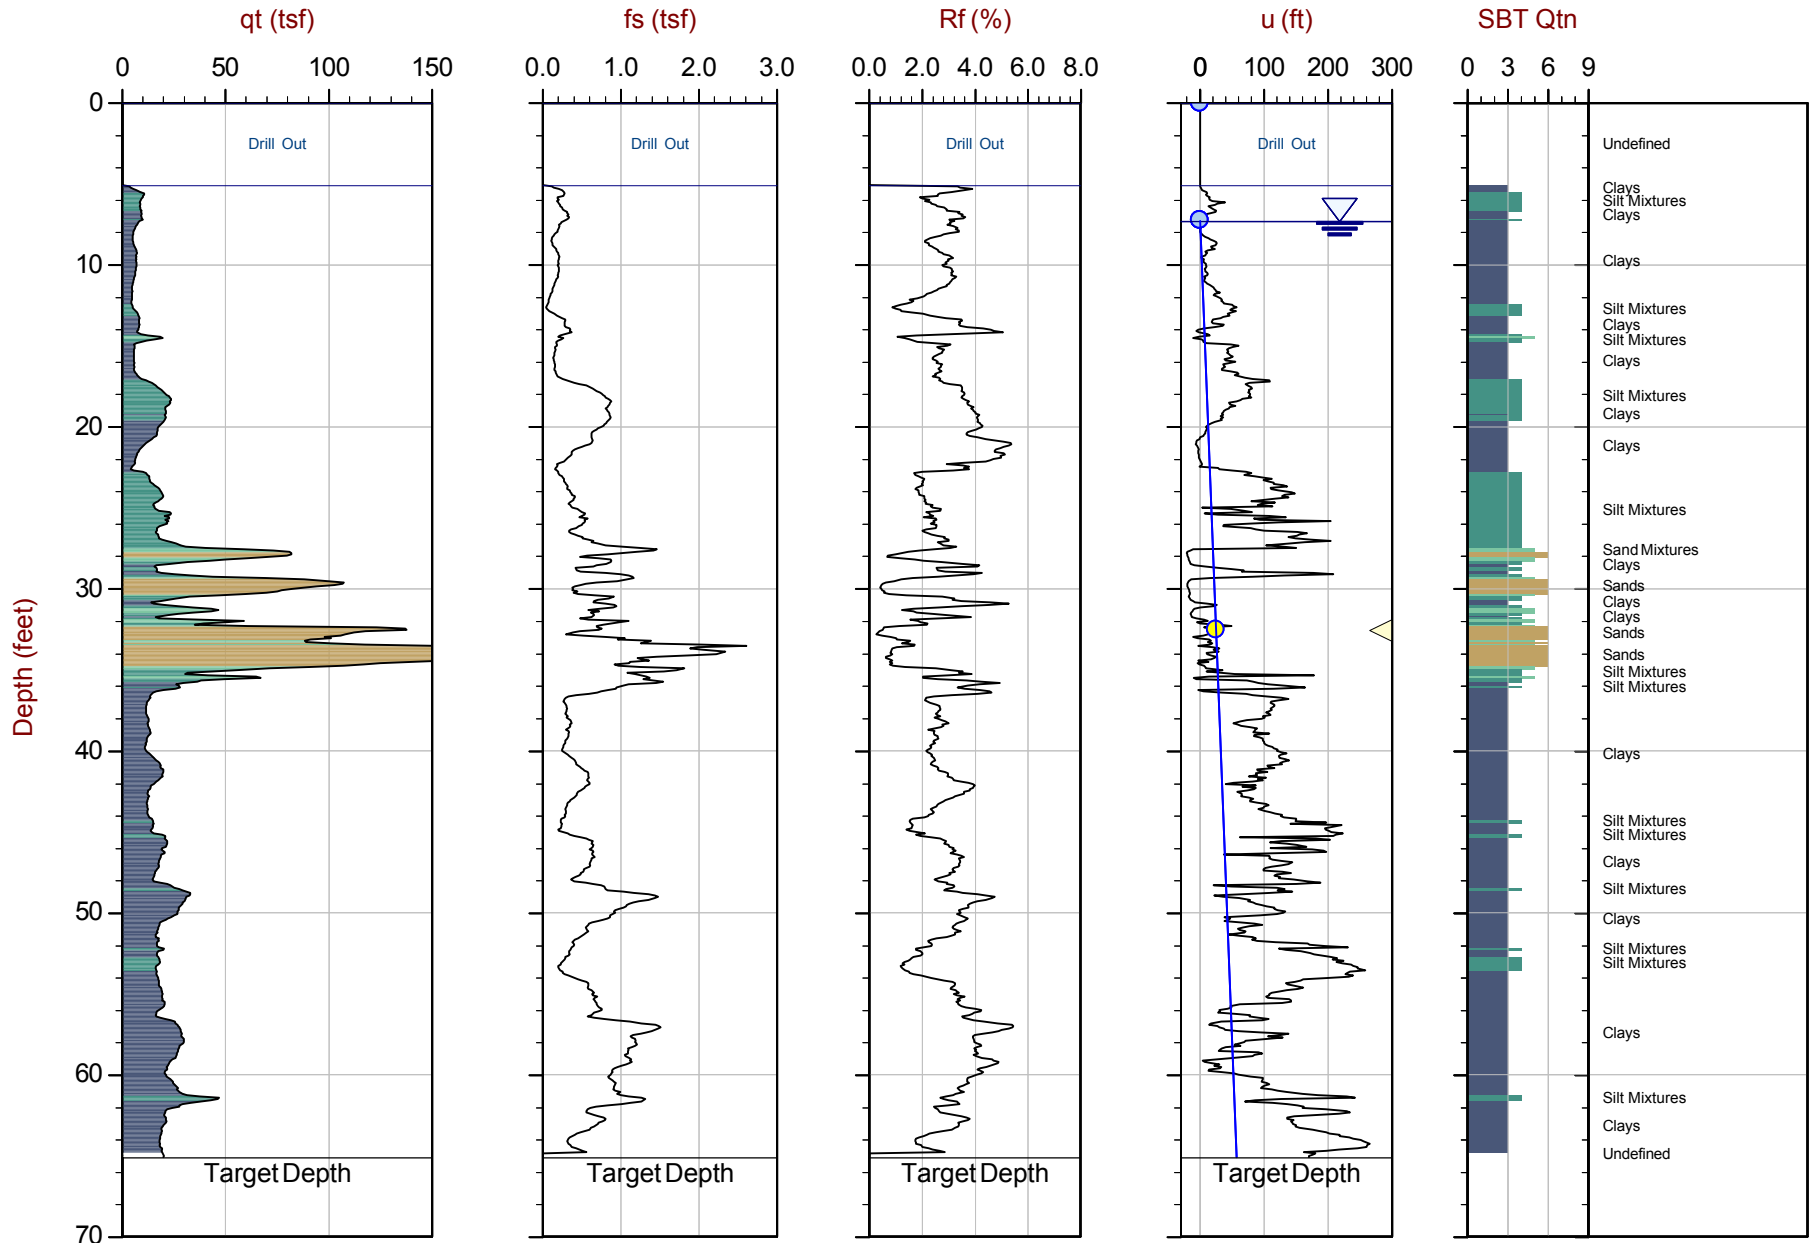 qt (tsf) fs (tsf) Rf (%) u (ft) SBT Qtn
0 50 100 150 0.0 1.0 2.0 3.0 0.0 2.0 4.0 6.0 8.0 0 100 200 300 0 3 6 9
0
Drill Out Drill Out Drill Out Drill Out Undefined
Clays
Silt Mixtures
Clays
10 Clays
Silt Mixtures
Clays
Silt Mixtures
Clays
Silt Mixtures
Clays
20
Clays
Silt Mixtures
Sand Mixtures
Clays
30 Sands
Clays
Clays
Sands
Sands
Silt Mixtures
Silt Mixtures
Depth (feet)
40 Clays
Silt Mixtures
Silt Mixtures
Clays
Silt Mixtures
50 Clays
Silt Mixtures
Silt Mixtures
Clays
60
Silt Mixtures
Clays
Undefined
Target Depth Target Depth Target Depth Target Depth
70